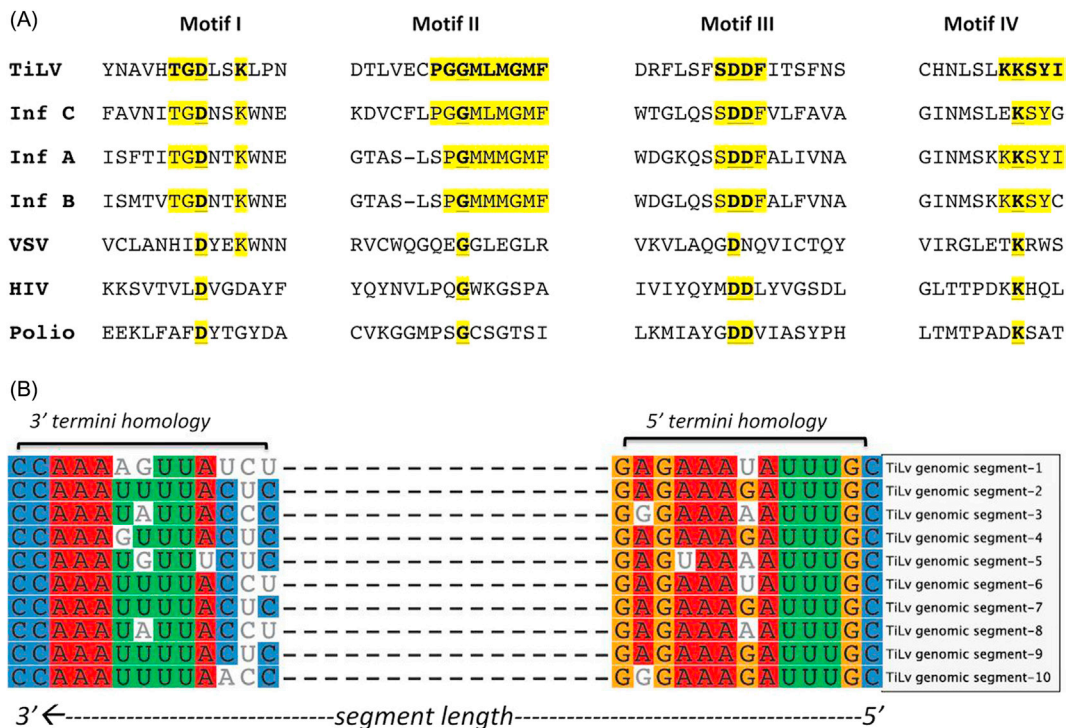 (A)
Motif I Motif II Motif III Motif IV
TiLV YNAVHTGDLSKLPN DTLVECPGGMLMGMF DRFLSFSDDFITSFNS CHNLSLKKSYI
Inf C FAVNITGDNSKWNE KDVCFLPGGMLMGMF WTGLQSSDDFVLFAVA GINMSLEKSYG
Inf A ISFTITGDNTKWNE GTAS-LSPGMMMGMF WDGKQSSDDFALIVNA GINMSKKKSYI
Inf B ISMTVTGDNTKWNE GTAS-LSPGMMMGMF WDGLQSSDDFALFVNA GINMSKKKSYC
VSV VCLANHIDYEKWNN RVCWQGQEGGLEGLR VKVLAQGDNQVICTQY VIRGLETKRWS
HIV KKSVTVLDVGDAYF YQYNVLPQGWKGSPA IVIYQYMDDLYVGSDL GLTTPDKKHQL
Polio EEKLFAFDYTGYDA CVKGGMPSGCSGTSI LKMIAYGDDVIASYPH LTMTPADKSAT
(B)
3' termini homology 5' termini homology
CCAAAAGUUAUCU----------------GAGAAAUAUUUGC TiLv genomic segment-1
CCAAAUUUUACUC----------------GAGAAAGAUUUGC TiLv genomic segment-2
CCAAAUAUUACCC----------------GGGAAAAAUUUGC TiLv genomic segment-3
CCAAAGUUUACUC----------------GAGAAAGAUUUGC TiLv genomic segment-4
CCAAAUGUUUCUC----------------GAGUAAAAUUUGC TiLv genomic segment-5
CCAAAUUUUACCU----------------GAGAAAUAUUUGC TiLv genomic segment-6
CCAAAUUUUACUC----------------GAGAAAGAUUUGC TiLv genomic segment-7
CCAAAUAUUACCU----------------GAGAAAAAUUUGC TiLv genomic segment-8
CCAAAUUUUACUC----------------GAGAAAGAUUUGC TiLv genomic segment-9
CCAAAUUUUAACC----------------GGGAAAGAUUUGC TiLv genomic segment-10
3' ←----------------------------segment length------------------------------------5'